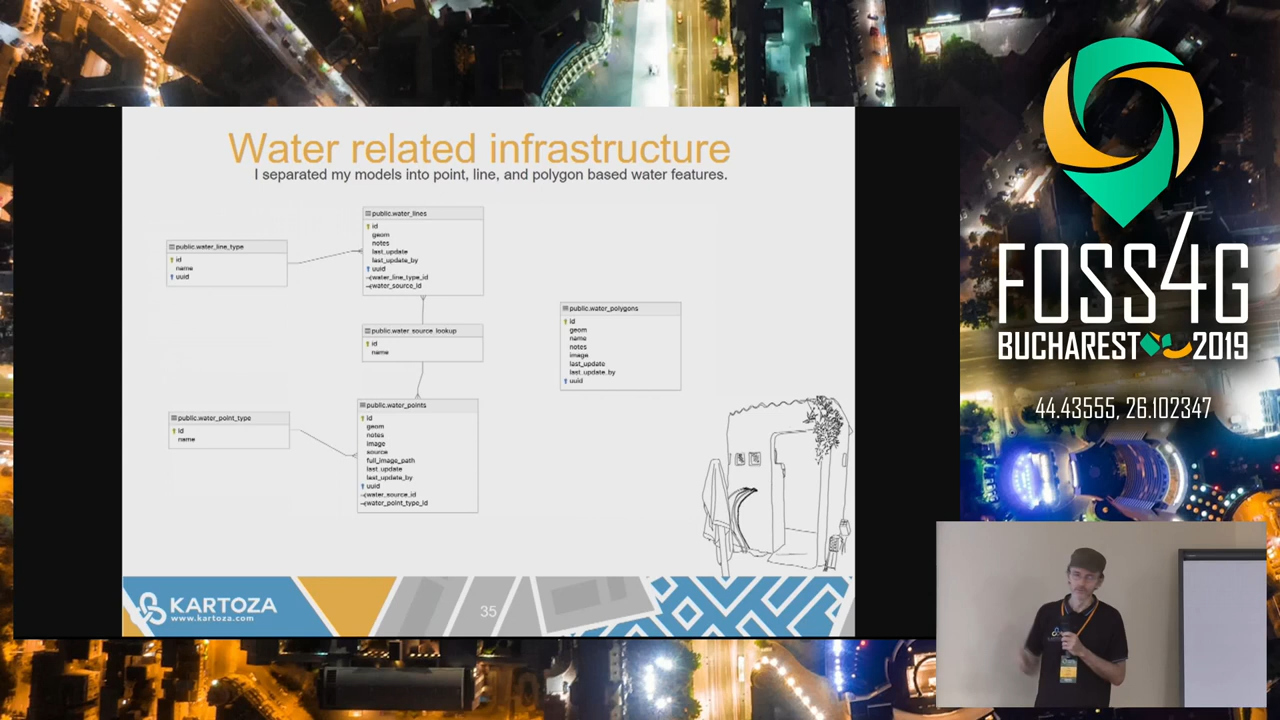 Water related infrastructure
I separated my models into point, line, and polygon based water features.
public.water_lines
id
geom
notes
last_update
last_update_by
uuid
water_line_type_id
water_source_id
public.water_line_type
id
name
uuid
public.water_source_lookup
id
name
public.water_polygons
id
geom
name
notes
image
last_update
last_update_by
uuid
public.water_point_type
id
name
public.water_points
id
geom
notes
image
source
full_image_path
last_update
last_update_by
uuid
water_source_id
water_point_type_id
KARTOZA
www.kartoza.com
35
FOSS4G
BUCHAREST 2019
44.43555, 26.102347